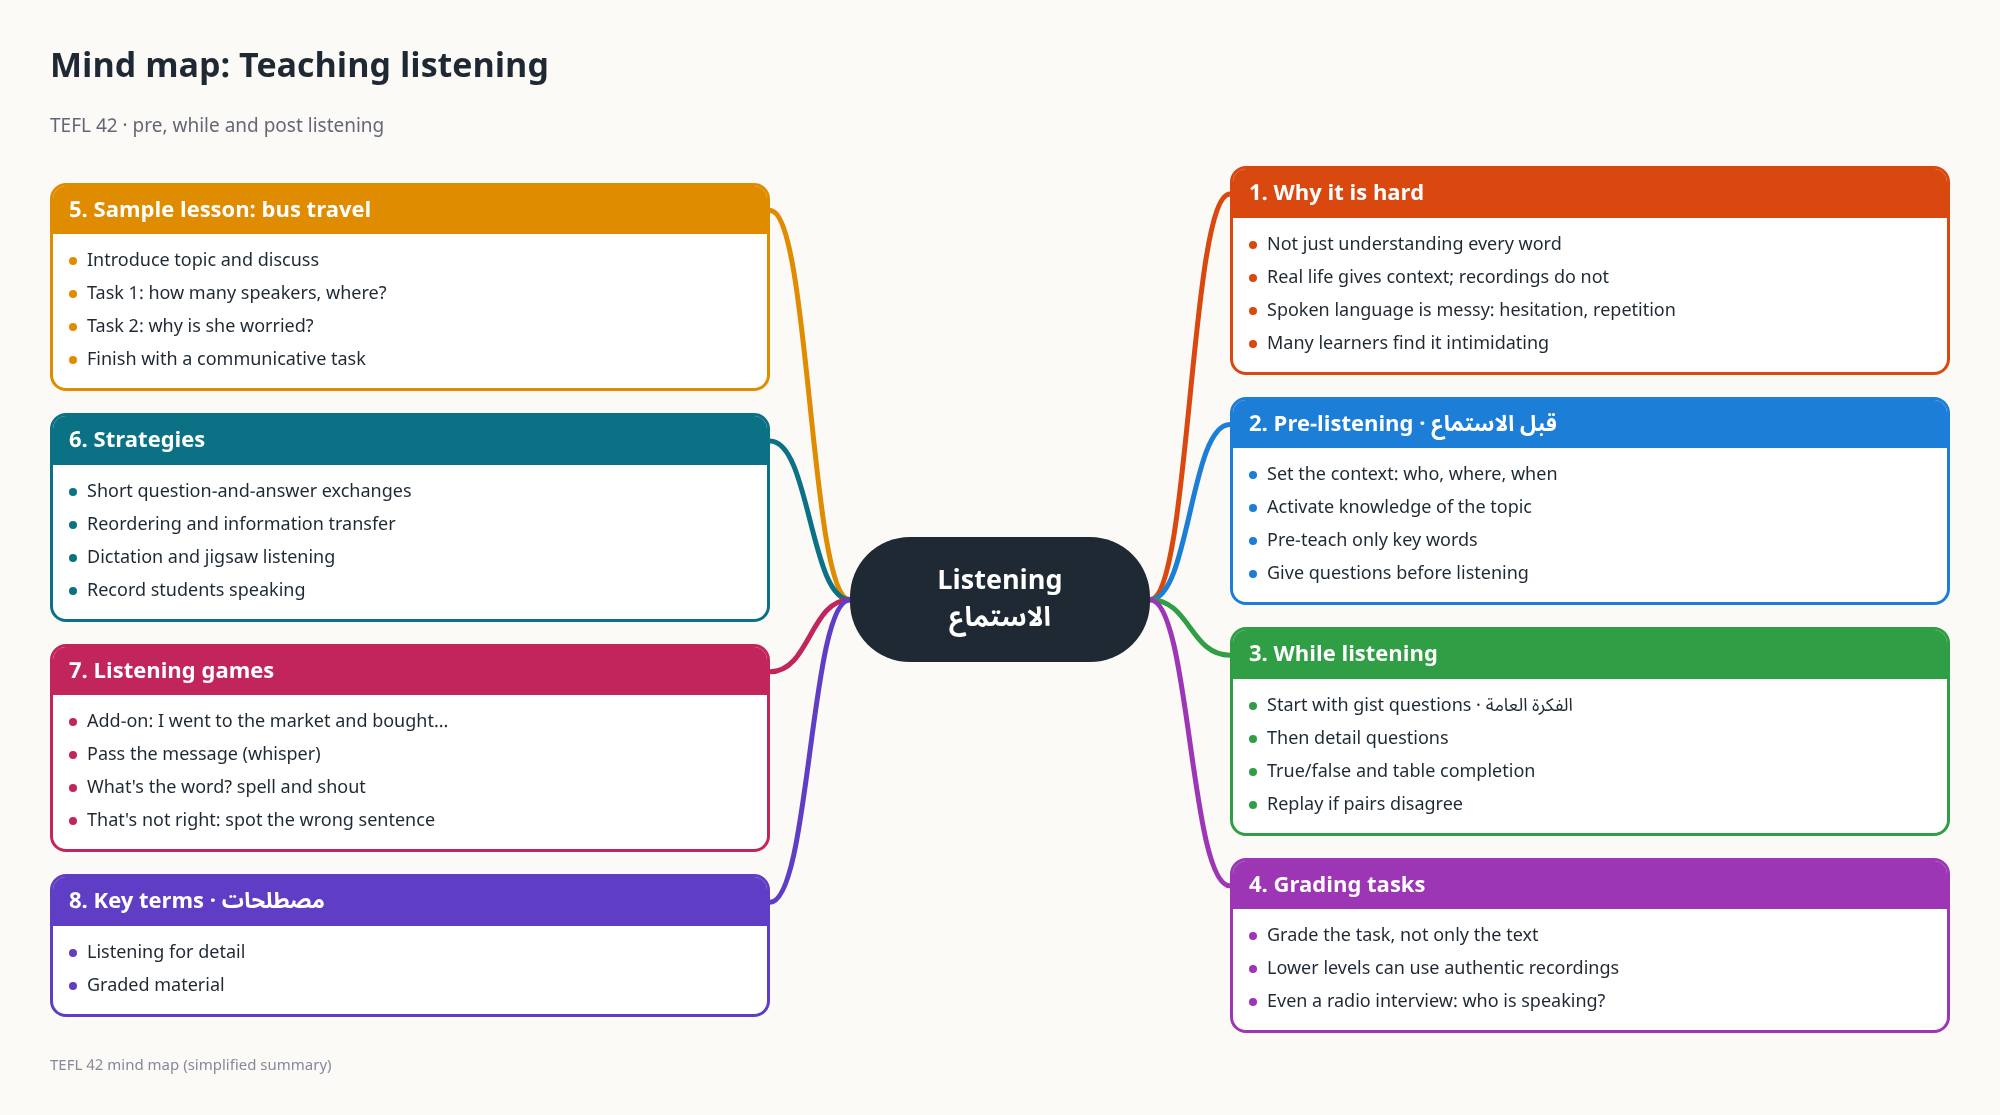 Mind map: Teaching listening
TEFL 42 · pre, while and post listening
Listening
الاستماع
1. Why it is hard
Not just understanding every word
Real life gives context; recordings do not
Spoken language is messy: hesitation, repetition
Many learners find it intimidating
2. Pre-listening · قبل الاستماع
Set the context: who, where, when
Activate knowledge of the topic
Pre-teach only key words
Give questions before listening
3. While listening
Start with gist questions · الفكرة العامة
Then detail questions
True/false and table completion
Replay if pairs disagree
4. Grading tasks
Grade the task, not only the text
Lower levels can use authentic recordings
Even a radio interview: who is speaking?
5. Sample lesson: bus travel
Introduce topic and discuss
Task 1: how many speakers, where?
Task 2: why is she worried?
Finish with a communicative task
6. Strategies
Short question-and-answer exchanges
Reordering and information transfer
Dictation and jigsaw listening
Record students speaking
7. Listening games
Add-on: I went to the market and bought...
Pass the message (whisper)
What's the word? spell and shout
That's not right: spot the wrong sentence
8. Key terms · مصطلحات
Listening for detail
Graded material
TEFL 42 mind map (simplified summary)